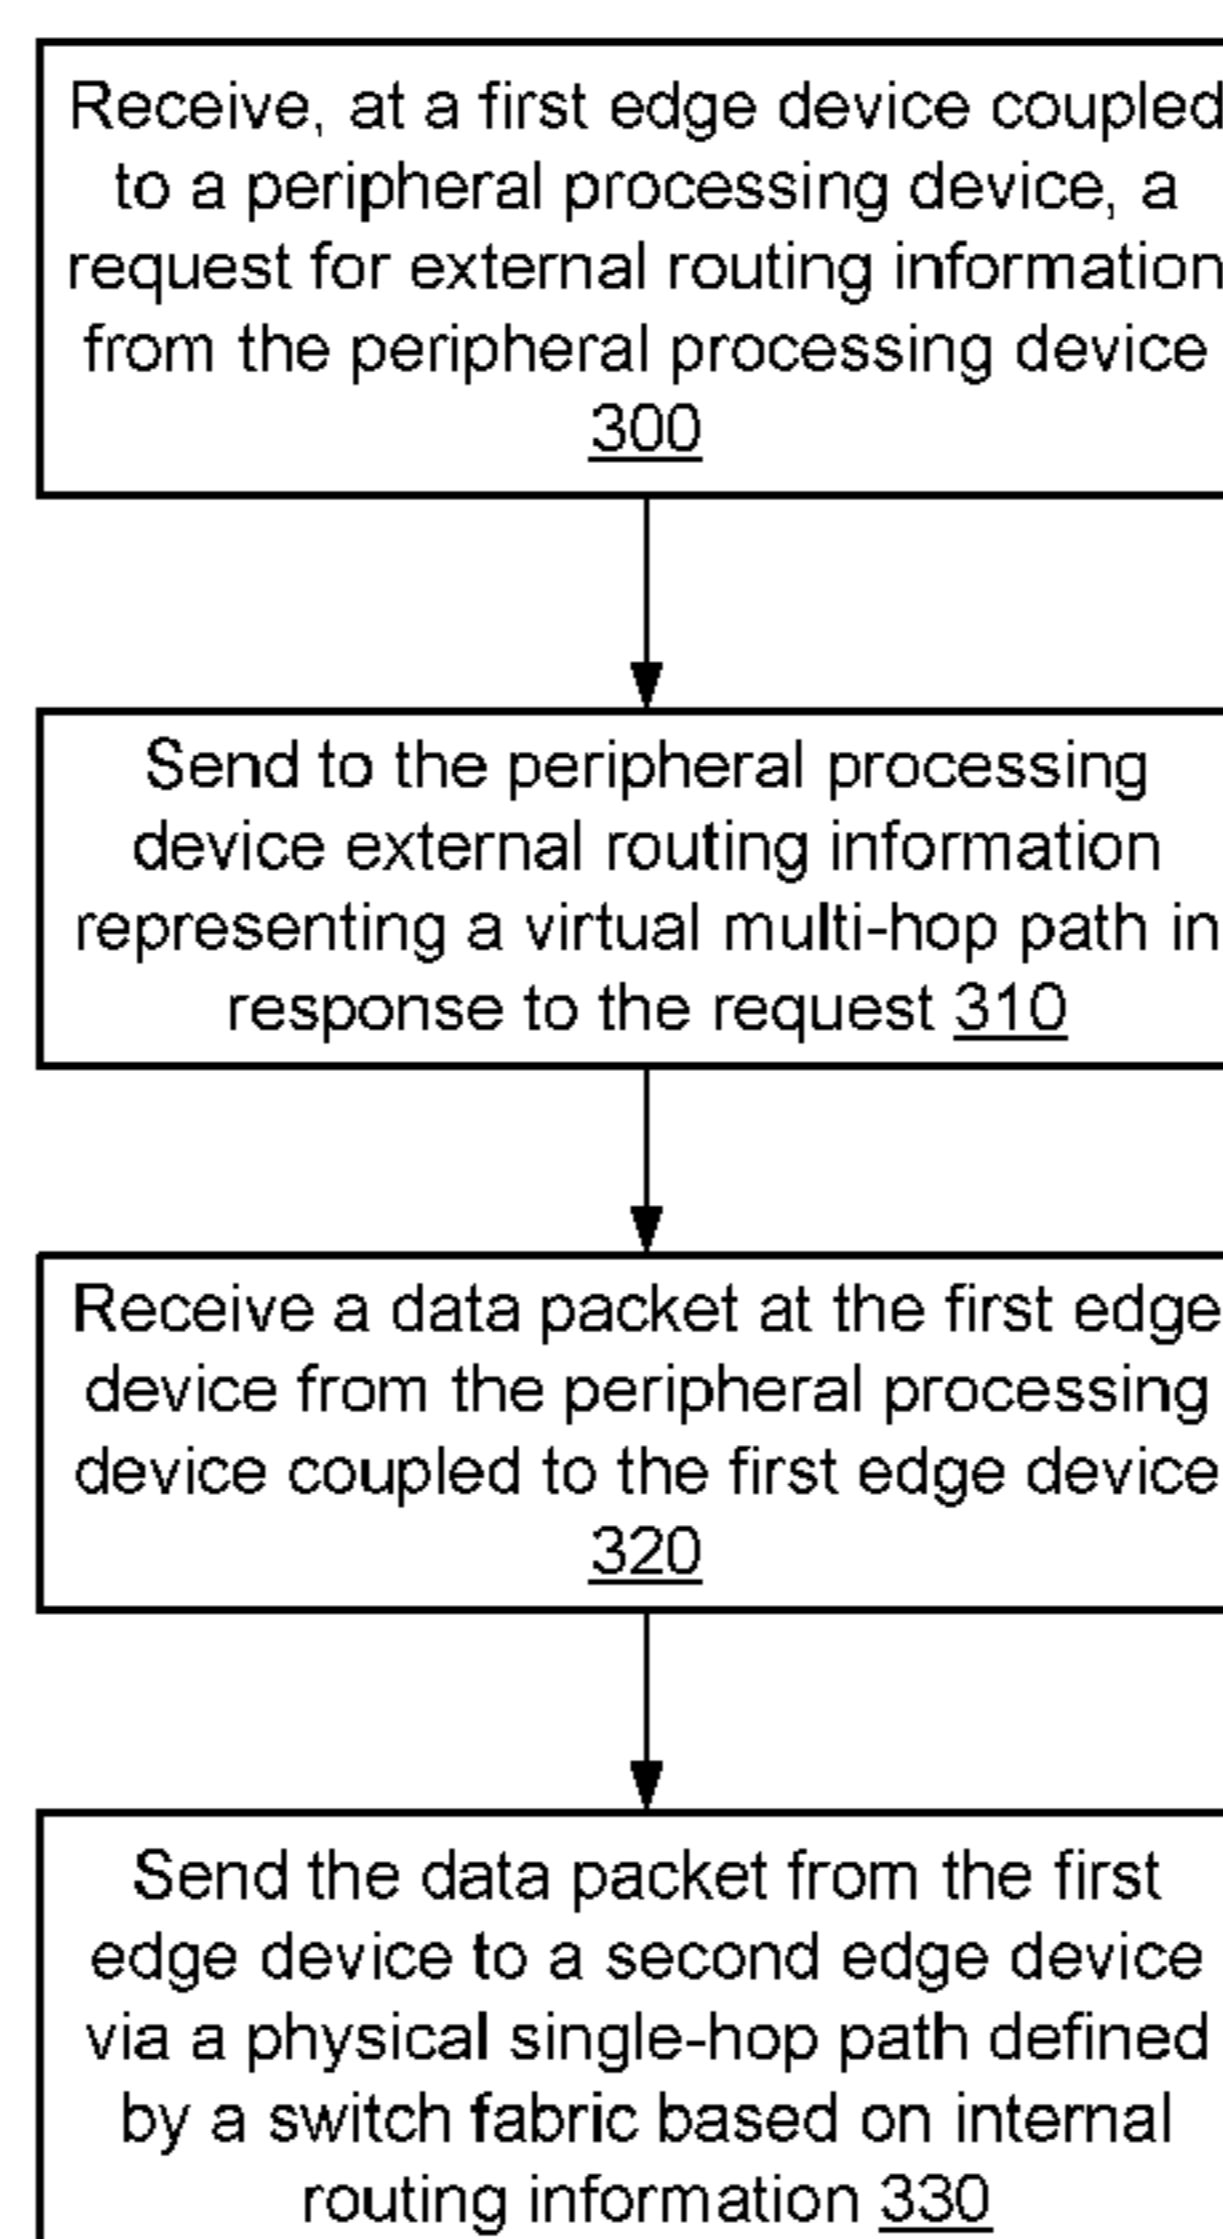 Receive, at a first edge device coupled
to a peripheral processing device, a
request for external routing information
from the peripheral processing device
300
Send to the peripheral processing
device external routing information
representing a virtual multi-hop path in
response to the request 310
Receive a data packet at the first edge
device from the peripheral processing
device coupled to the first edge device
320
Send the data packet from the first
edge device to a second edge device
via a physical single-hop path defined
by a switch fabric based on internal
routing information 330